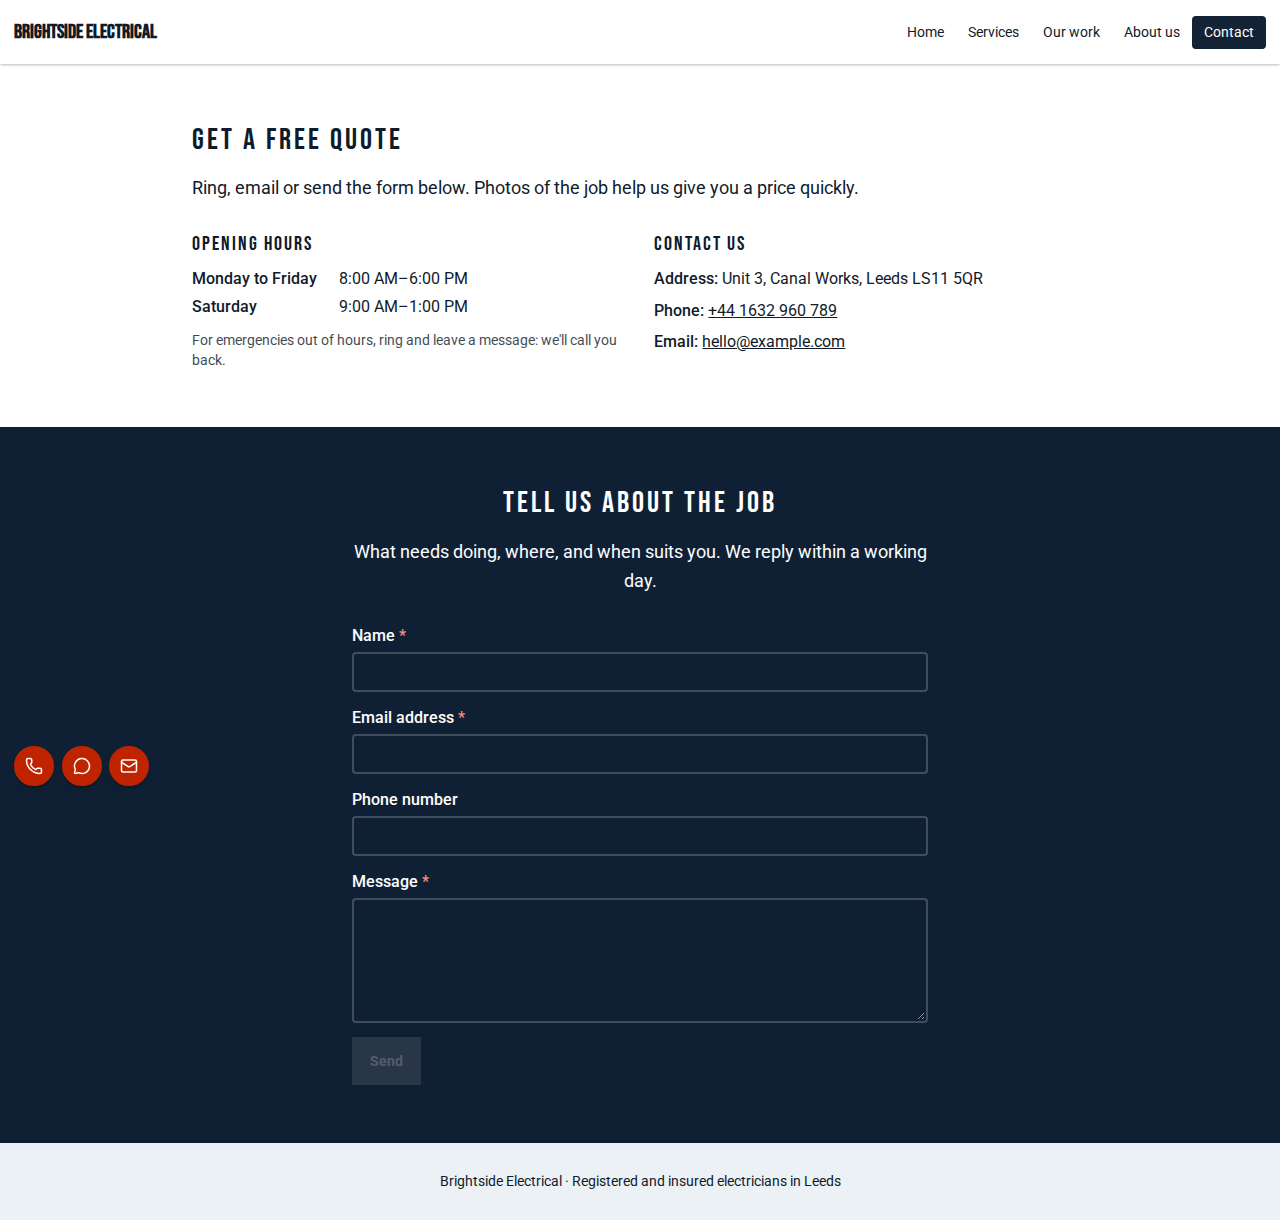 BRIGHTSIDE ELECTRICAL
Home
Services
Our work
About us
Contact
GET A FREE QUOTE
Ring, email or send the form below. Photos of the job help us give you a price quickly.
OPENING HOURS
Monday to Friday 8:00 AM–6:00 PM
Saturday 9:00 AM–1:00 PM
For emergencies out of hours, ring and leave a message: we'll call you
back.
CONTACT US
Address: Unit 3, Canal Works, Leeds LS11 5QR
Phone: +44 1632 960 789
Email: hello@example.com
TELL US ABOUT THE JOB
What needs doing, where, and when suits you. We reply within a working
day.
Name *
Email address *
Phone number
Message *
Send
Brightside Electrical · Registered and insured electricians in Leeds